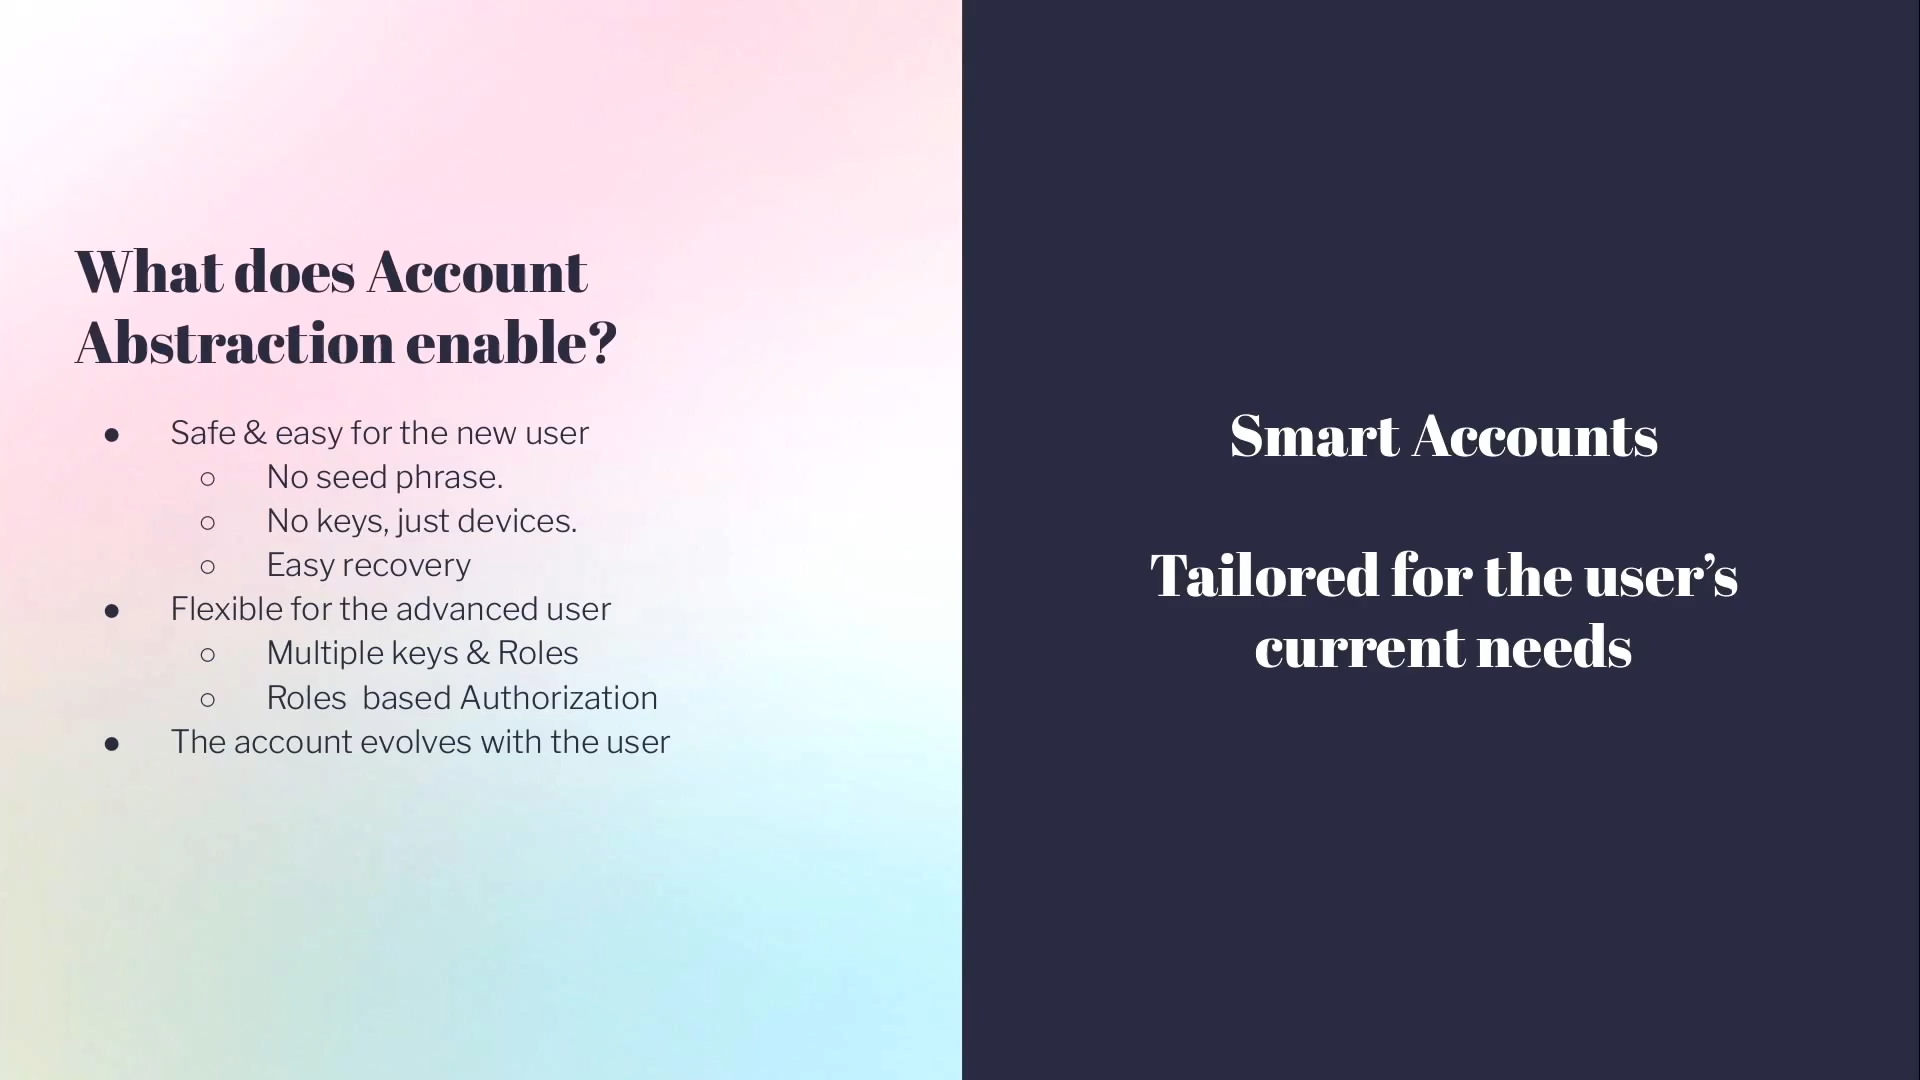 What does Account
Abstraction enable?
● Safe & easy for the new user
○ No seed phrase.
○ No keys, just devices.
○ Easy recovery
● Flexible for the advanced user
○ Multiple keys & Roles
○ Roles  based Authorization
● The account evolves with the user
Smart Accounts
Tailored for the user’s
current needs